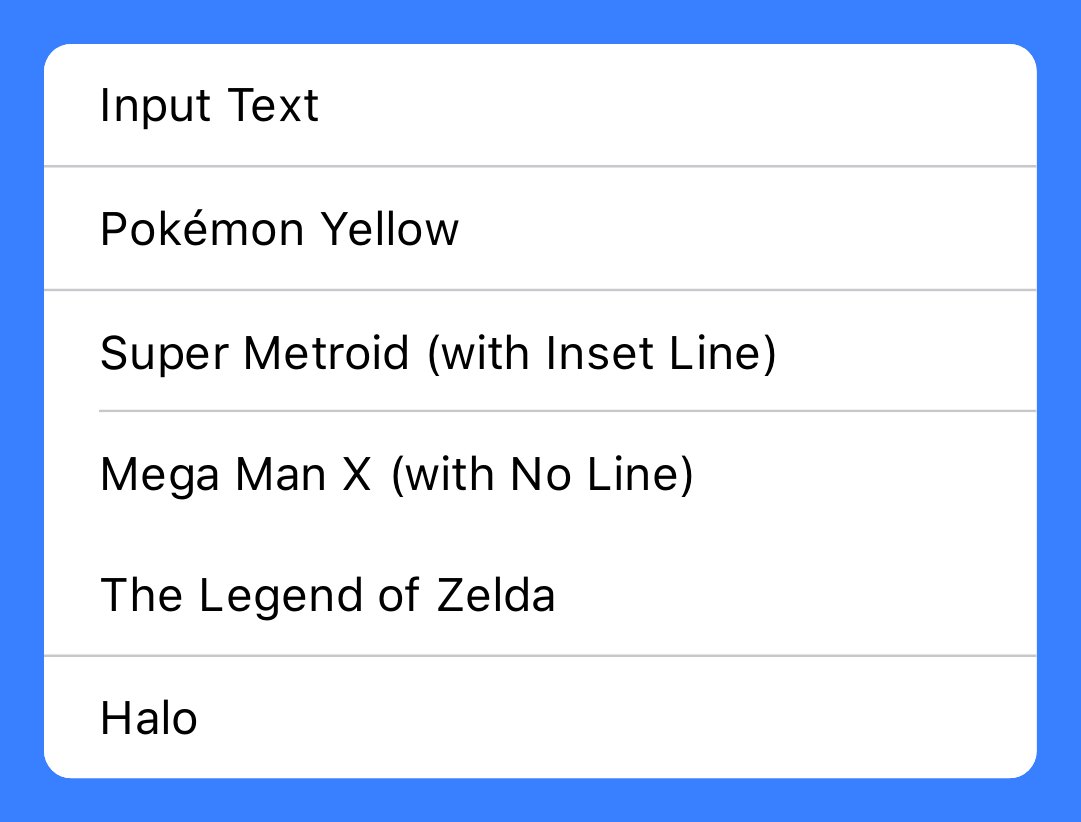 Input Text
Pokémon Yellow
Super Metroid (with Inset Line)
Mega Man X (with No Line)
The Legend of Zelda
Halo